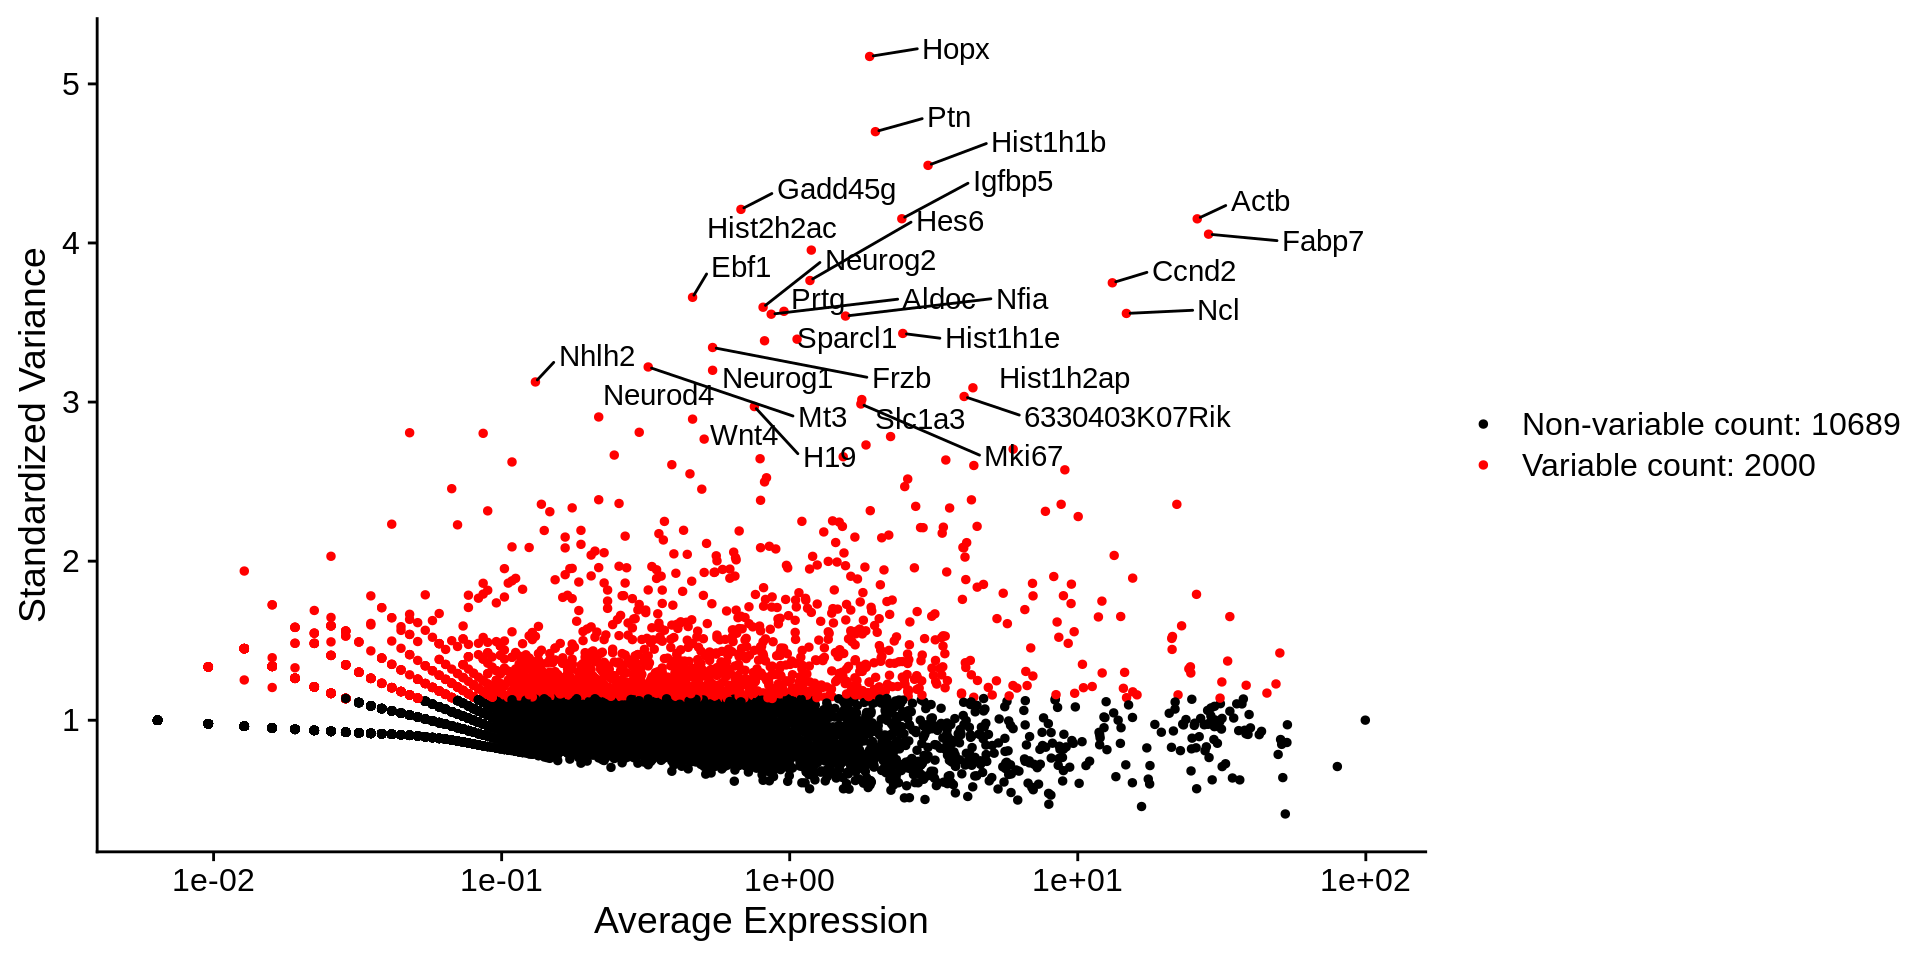 Hopx
Ptn
Hist1h1b
Igfbp5
Gadd45g
Actb
Hist2h2ac
Hes6
Fabp7
Neurog2
Ebf1
Ccnd2
Prtg
Aldoc
Nfia
Ncl
Sparcl1
Hist1h1e
Nhlh2
Neurog1
Frzb
Hist1h2ap
Neurod4
Mt3
Slc1a3
6330403K07Rik
Wnt4
H19
Mki67
5
4
3
2
1
Standardized Variance
1e-02
1e-01
1e+00
1e+01
1e+02
Average Expression
Non-variable count: 10689
Variable count: 2000